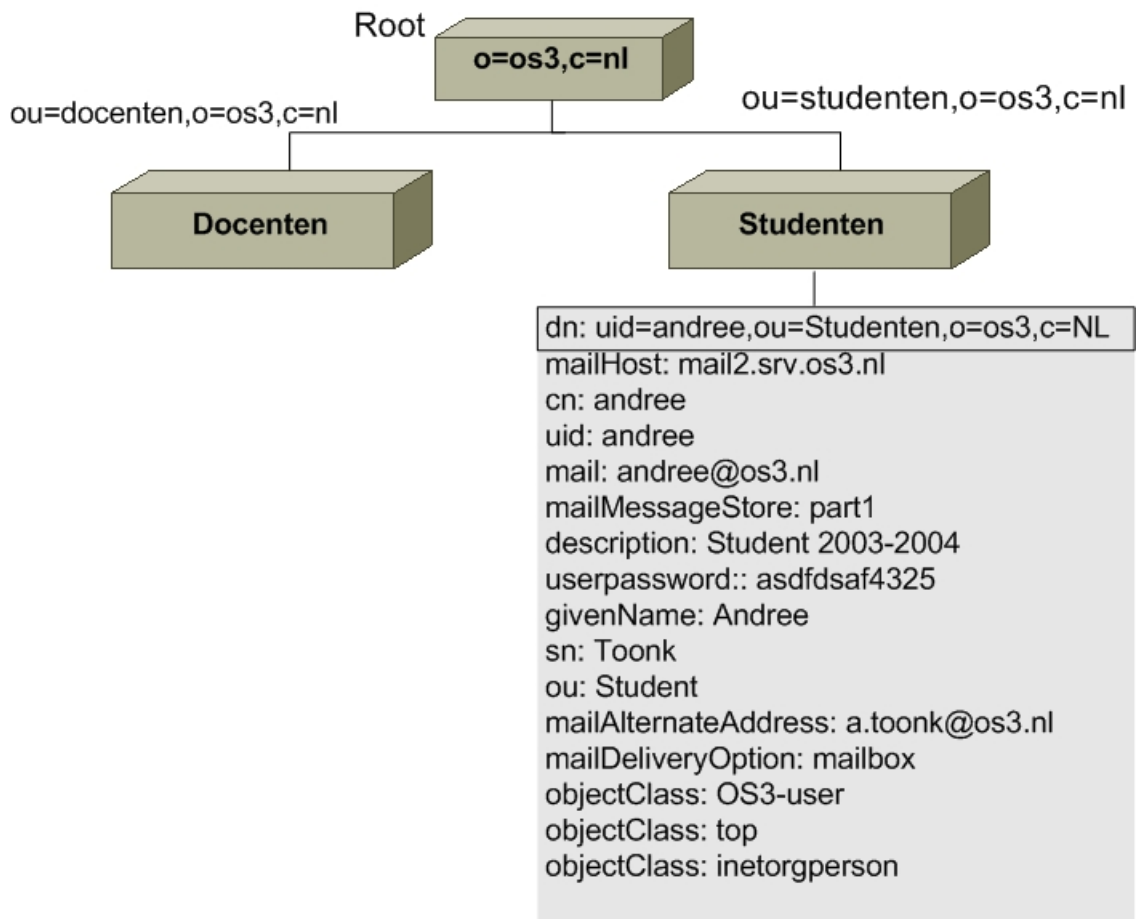 Root
o=os3,c=nl
ou=docenten,o=os3,c=nl
ou=studenten,o=os3,c=nl
Docenten
Studenten
dn: uid=andree,ou=Studenten,o=os3,c=NL
mailHost: mail2.srv.os3.nl
cn: andree
uid: andree
mail: andree@os3.nl
mailMessageStore: part1
description: Student 2003-2004
userpassword:: asdfdsaf4325
givenName: Andree
sn: Toonk
ou: Student
mailAlternateAddress: a.toonk@os3.nl
mailDeliveryOption: mailbox
objectClass: OS3-user
objectClass: top
objectClass: inetorgperson